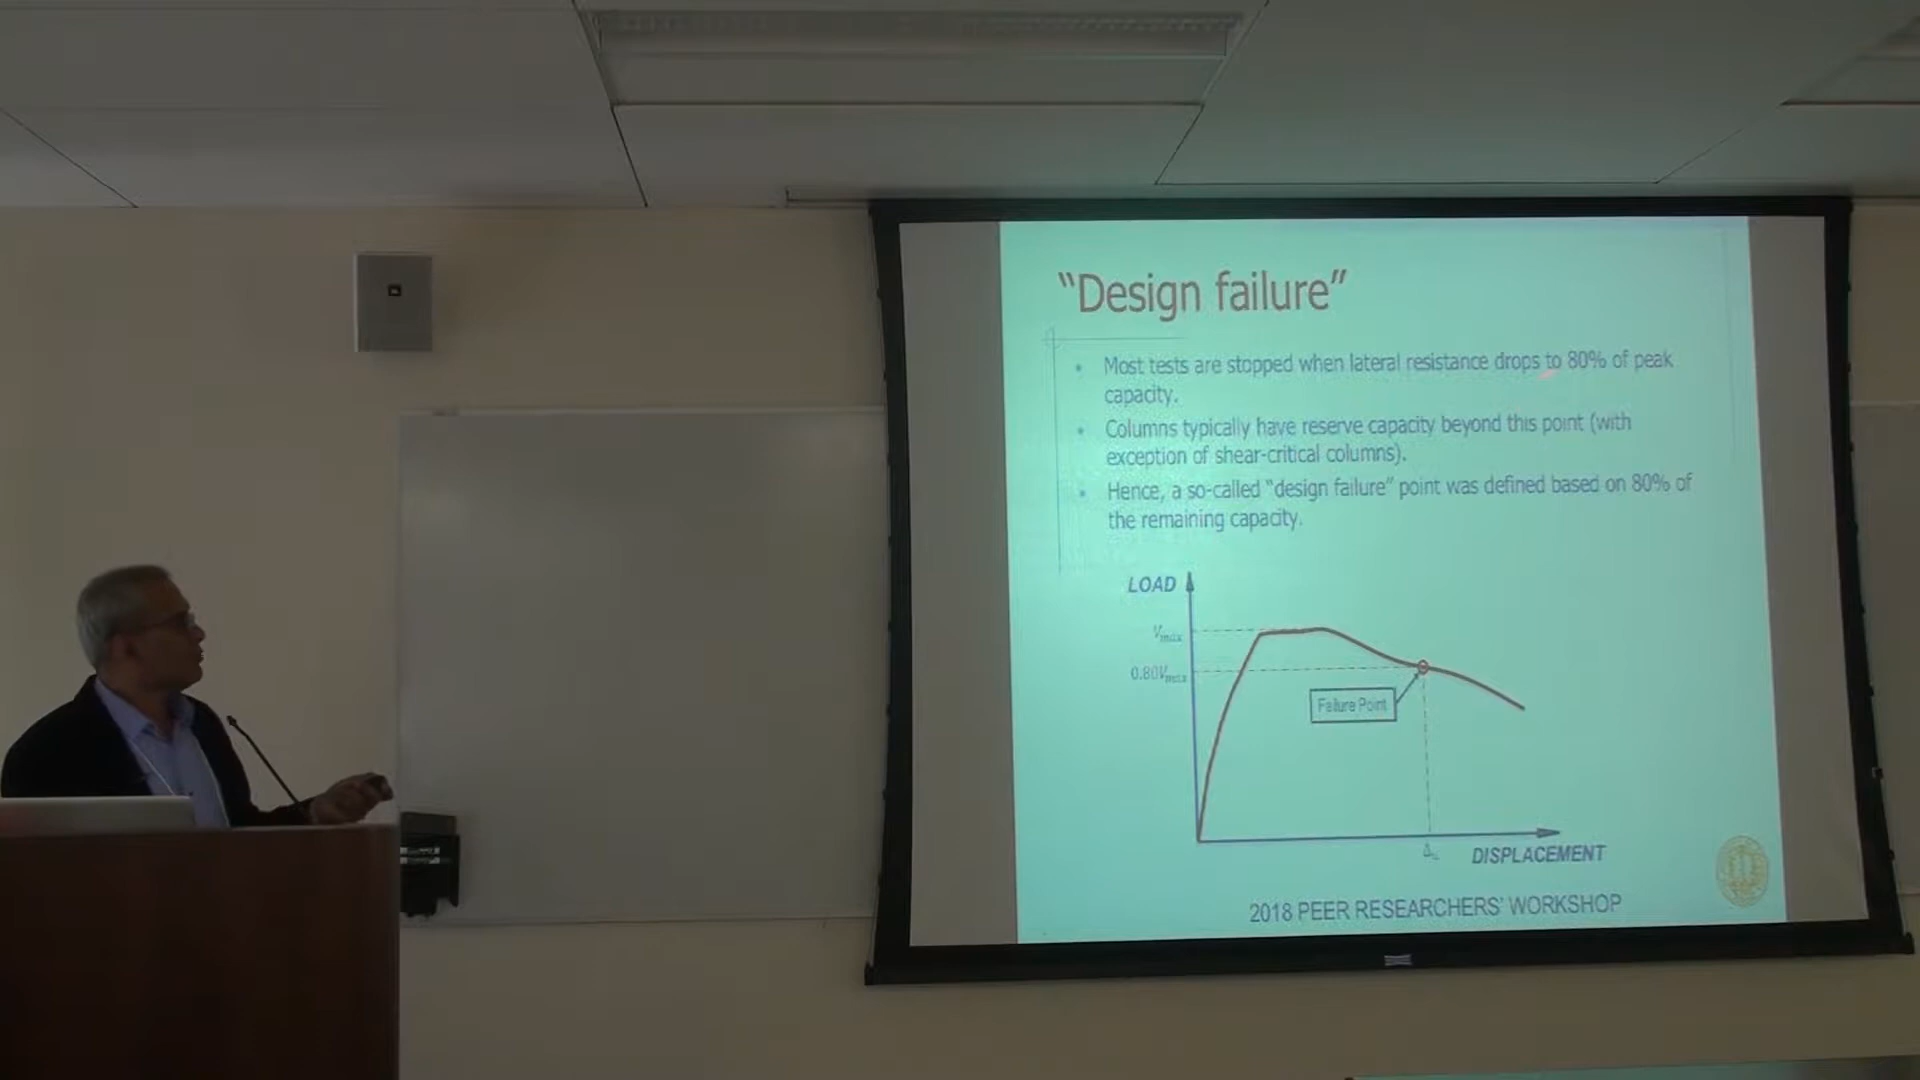 “Design failure”
Most tests are stopped when lateral resistance drops to 80% of peak
capacity.
Columns typically have reserve capacity beyond this point (with
exception of shear-critical columns).
Hence, a so-called “design failure” point was defined based on 80% of
the remaining capacity.
LOAD
Vmax
0.80Vmax
Failure Point
DISPLACEMENT
2018 PEER RESEARCHERS’ WORKSHOP